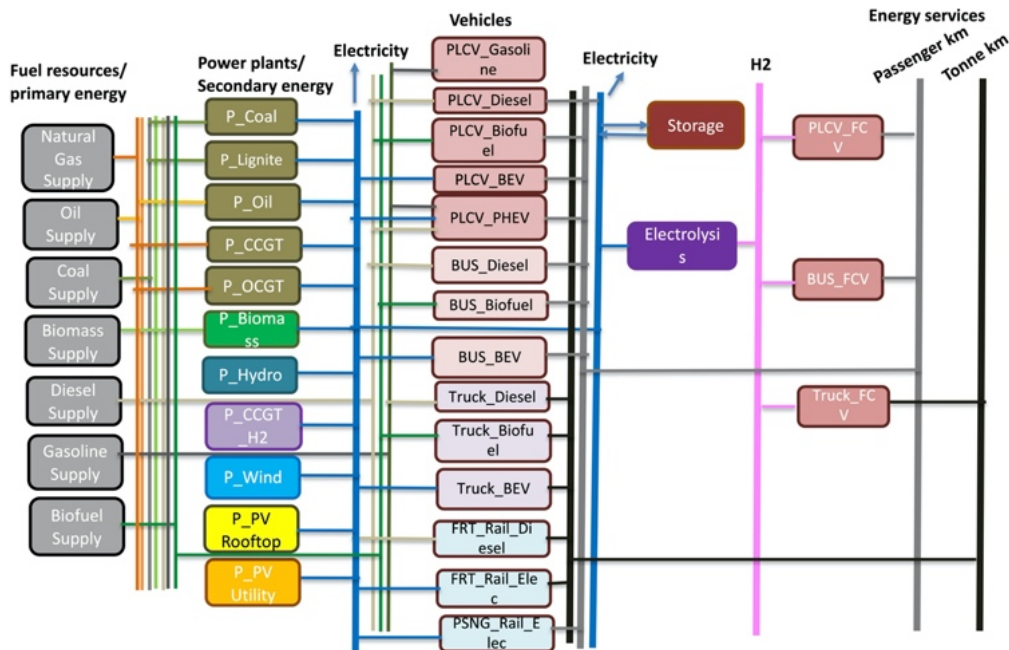 Fuel resources/
primary energy
Natural
Gas
Supply
Oil
Supply
Coal
Supply
Biomass
Supply
Diesel
Supply
Gasoline
Supply
Biofuel
Supply
Power plants/
Secondary energy
P_Coal
P_Lignite
P_Oil
P_CCGT
P_OCGT
P_Bioma
ss
P_Hydro
P_CCGT
_H2
P_Wind
P_PV
Rooftop
P_PV
Utility
Electricity
Vehicles
PLCV_Gasoli
ne
PLCV_Diesel
PLCV_Biofu
el
PLCV_BEV
PLCV_PHEV
BUS_Diesel
BUS_Biofuel
BUS_BEV
Truck_Diesel
Truck_Biofu
el
Truck_BEV
FRT_Rail_Di
esel
FRT_Rail_Ele
c
PSNG_Rail_E
lec
Electricity
Storage
Electrolysi
s
H2
PLCV_FC
V
BUS_FCV
Truck_FC
V
Energy services
Passenger km
Tonne km